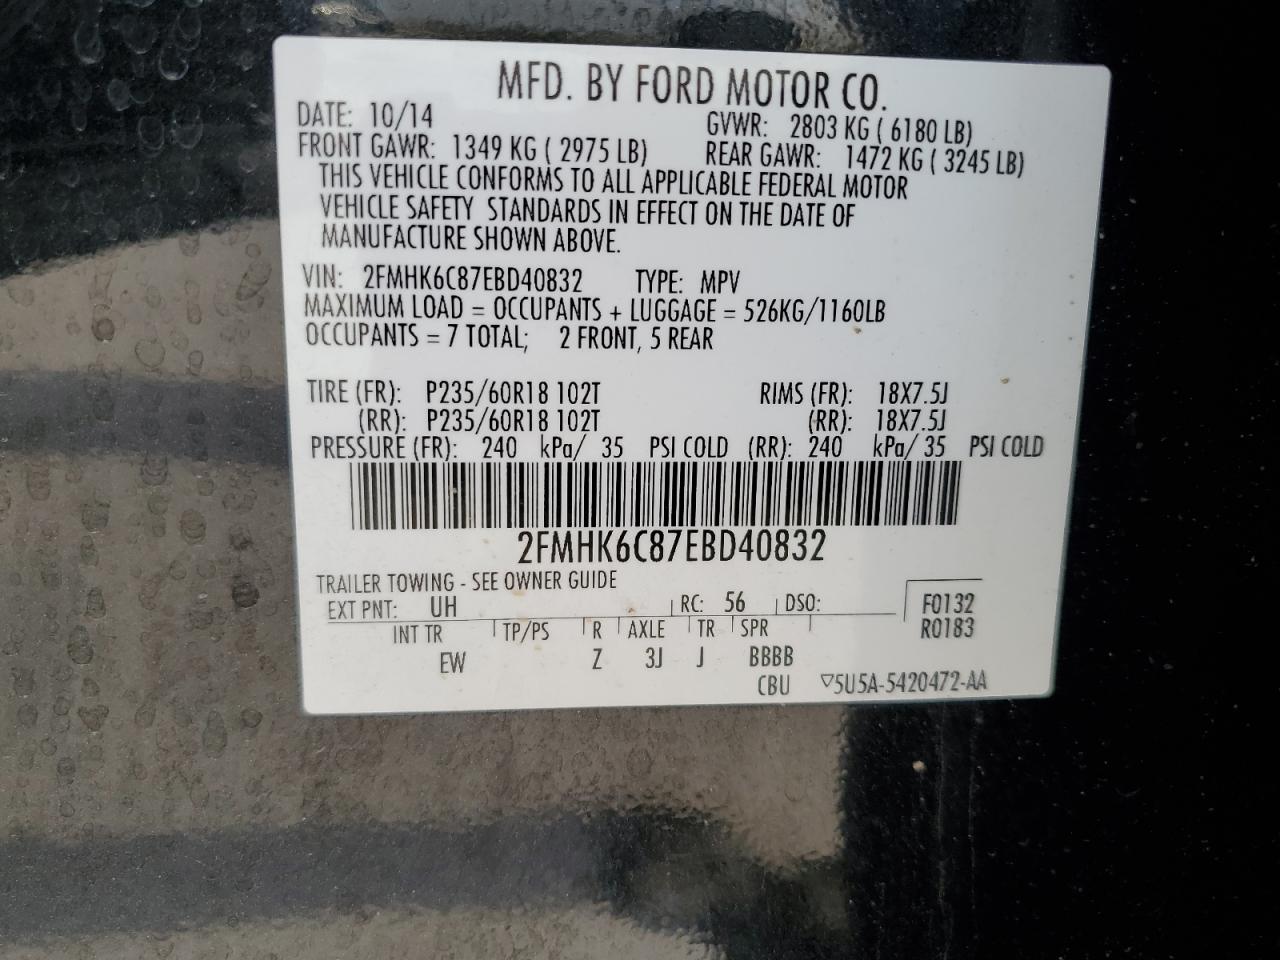 MFD. BY FORD MOTOR CO.
DATE: 10/14 GVWR: 2803 KG ( 6180 LB)
FRONT GAWR: 1349 KG ( 2975 LB) REAR GAWR: 1472 KG ( 3245 LB)
THIS VEHICLE CONFORMS TO ALL APPLICABLE FEDERAL MOTOR
VEHICLE SAFETY STANDARDS IN EFFECT ON THE DATE OF
MANUFACTURE SHOWN ABOVE.
VIN: 2FMHK6C87EBD40832 TYPE: MPV
MAXIMUM LOAD = OCCUPANTS + LUGGAGE = 526KG/1160LB
OCCUPANTS = 7 TOTAL; 2 FRONT, 5 REAR
TIRE (FR): P235/60R18 102T RIMS (FR): 18X7.5J
(RR): P235/60R18 102T (RR): 18X7.5J
PRESSURE (FR): 240 kPa/ 35 PSI COLD (RR): 240 kPa/ 35 PSI COLD
2FMHK6C87EBD40832
TRAILER TOWING - SEE OWNER GUIDE
EXT PNT: UH RC: 56 DSO: F0132
INT TR TP/PS R AXLE TR SPR R0183
EW Z 3J J BBBB
CBU ▽5U5A-5420472-AA